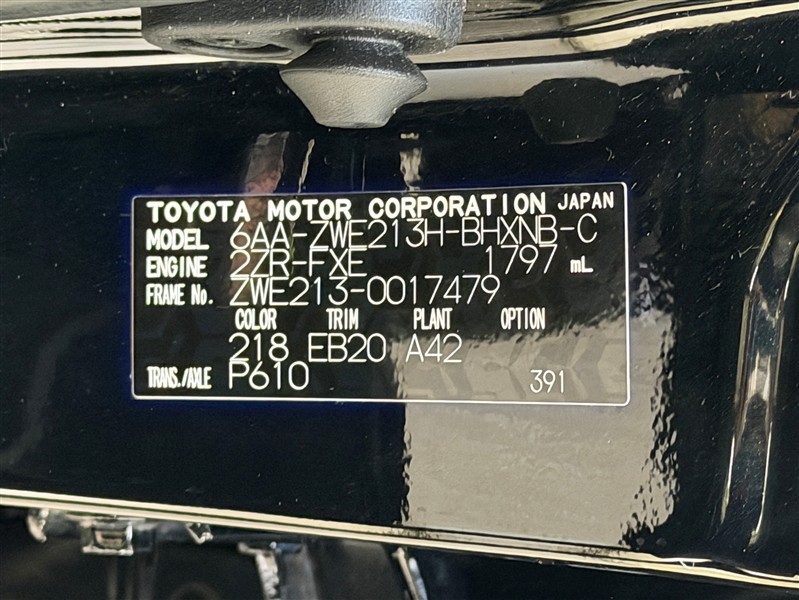 TOYOTA MOTOR CORPORATION JAPAN
MODEL 6AA-ZWE213H-BHXNB-C
ENGINE 2ZR-FXE 1797 mL
FRAME No. ZWE213-0017479
COLOR TRIM PLANT OPTION
218 EB20 A42
TRANS./AXLE P610 391